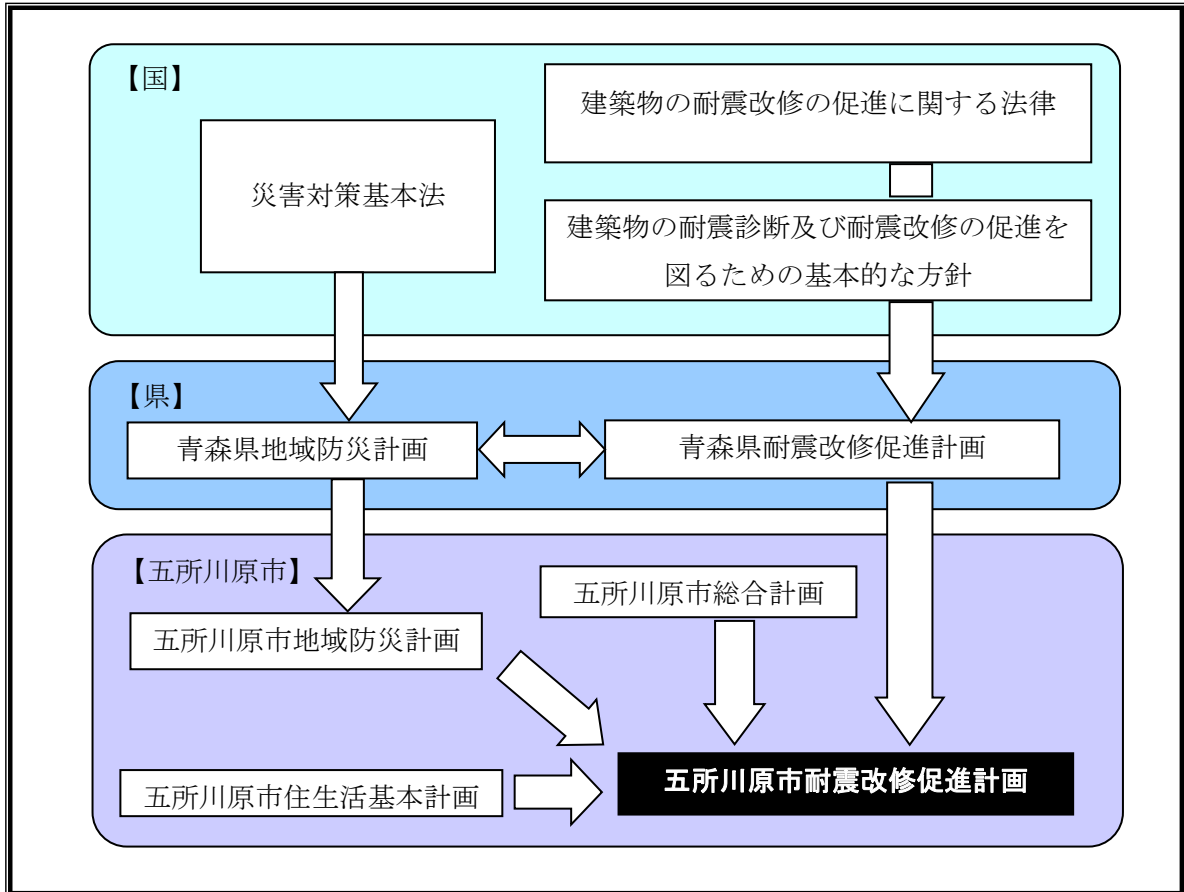 【国】
建築物の耐震改修の促進に関する法律
災害対策基本法
建築物の耐震診断及び耐震改修の促進を
図るための基本的な方針
【県】
青森県地域防災計画
青森県耐震改修促進計画
【五所川原市】
五所川原市総合計画
五所川原市地域防災計画
五所川原市耐震改修促進計画
五所川原市住生活基本計画